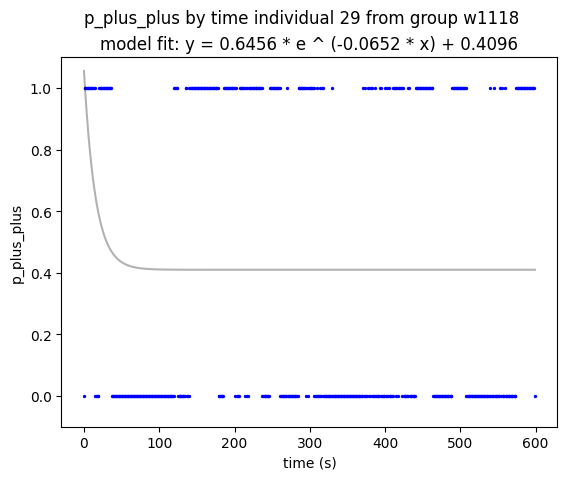 p_plus_plus by time individual 29 from group w1118
model fit: y = 0.6456 * e ^ (-0.0652 * x) + 0.4096
1.0
0.8
0.6
0.4
0.2
0.0
p_plus_plus
0 100 200 300 400 500 600
time (s)